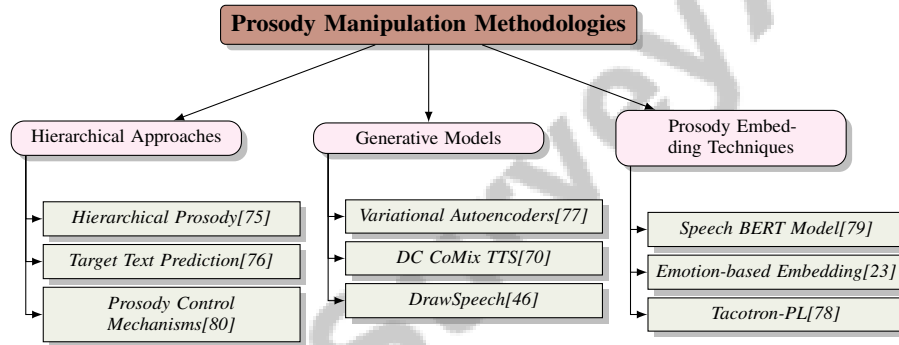 Prosody Manipulation Methodologies
Hierarchical Approaches
Hierarchical Prosody[75]
Target Text Prediction[76]
Prosody Control
Mechanisms[80]
Generative Models
Variational Autoencoders[77]
DC CoMix TTS[70]
DrawSpeech[46]
Prosody Embed-
ding Techniques
Speech BERT Model[79]
Emotion-based Embedding[23]
Tacotron-PL[78]